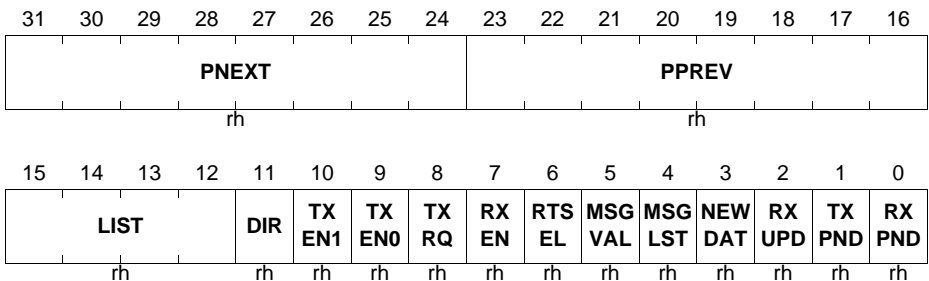 31 30 29 28 27 26 25 24 23 22 21 20 19 18 17 16
PNEXT PPREV
rh rh
15 14 13 12 11 10 9 8 7 6 5 4 3 2 1 0
LIST DIR TX EN1 TX EN0 TX RQ RX EN RTS EL MSG VAL MSG LST NEW DAT RX UPD TX PND RX PND
rh rh rh rh rh rh rh rh rh rh rh rh rh